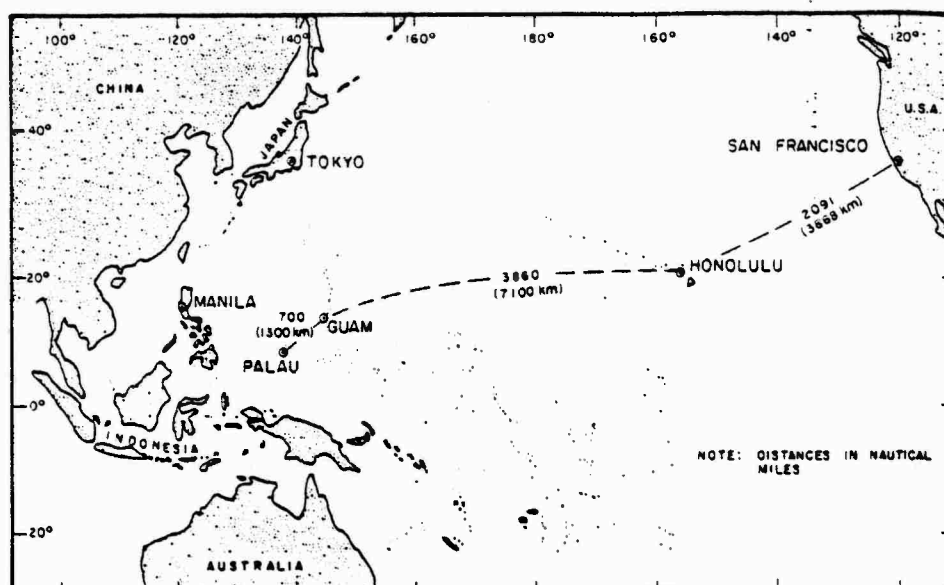 100°
120°
140°
160°
180°
160°
140°
120°
CHINA
U.S.A.
40°
JAPAN
TOKYO
SAN FRANCISCO
2091
(3668 km)
HONOLULU
20°
3860
(7100 km)
MANILA
700
(1300 km)
GUAM
PALAU
0°
INDONESIA
NOTE: DISTANCES IN NAUTICAL
MILES
20°
AUSTRALIA